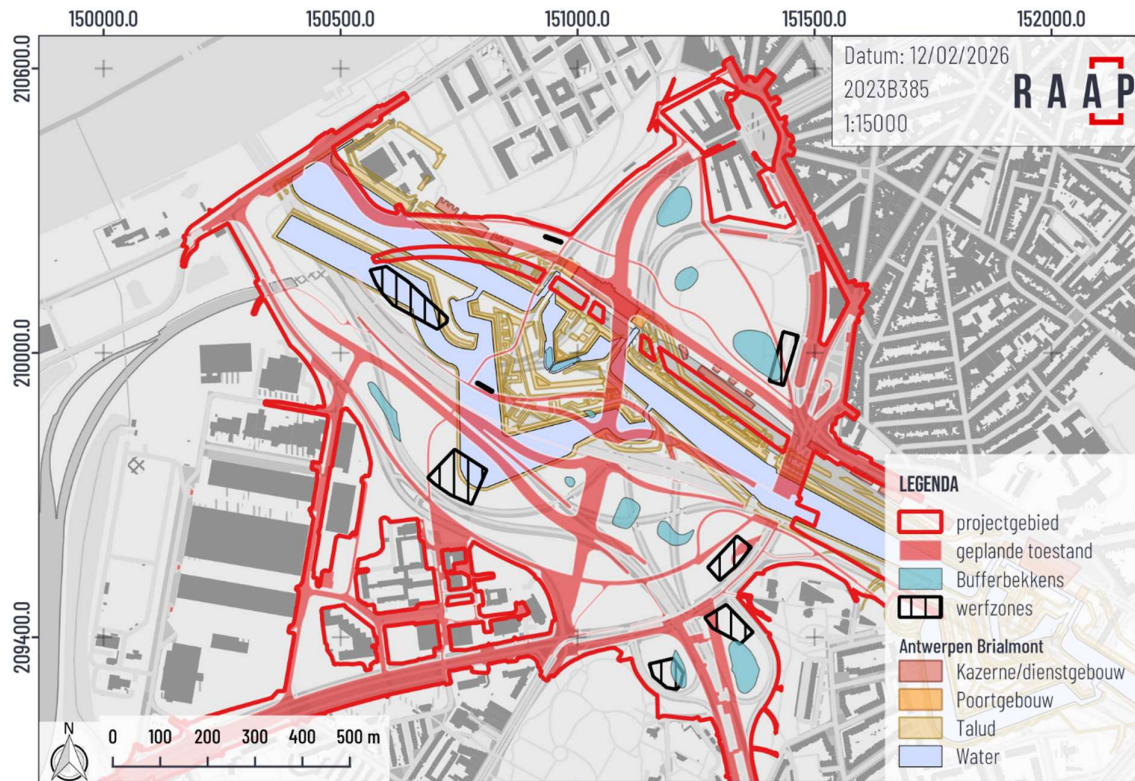 150000.0 150500.0 151000.0 151500.0 152000.0
210600.0
210000.0
209400.0
Datum: 12/02/2026
2023B385
1:15000
RAAP
LEGENDA
projectgebied
geplande toestand
Bufferbekkens
werfzones
Antwerpen Brialmont
Kazerne/dienstgebouw
Poortgebouw
Talud
Water
N
0 100 200 300 400 500 m